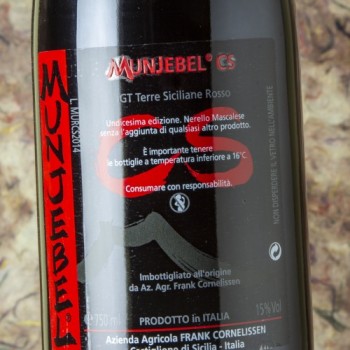 MUNJEBEL® CS
IGT Terre Siciliane Rosso
Undicesima edizione. Nerello Mascalese
senza l'aggiunta di qualsiasi altro prodotto.
È importante tenere
le bottiglie a temperatura inferiore a 16°C
Consumare con responsabilità.
CS
Imbottigliato all'origine
da Az. Agr. Frank Cornelissen
750 ml
15%Vol
PRODOTTO in ITALIA
Azienda Agricola FRANK CORNELISSEN
Castiglione di Sicilia - Italia
L MURCS2014
MUNJEBEL
NON DISPERDERE IL VETRO NELL'AMBIENTE